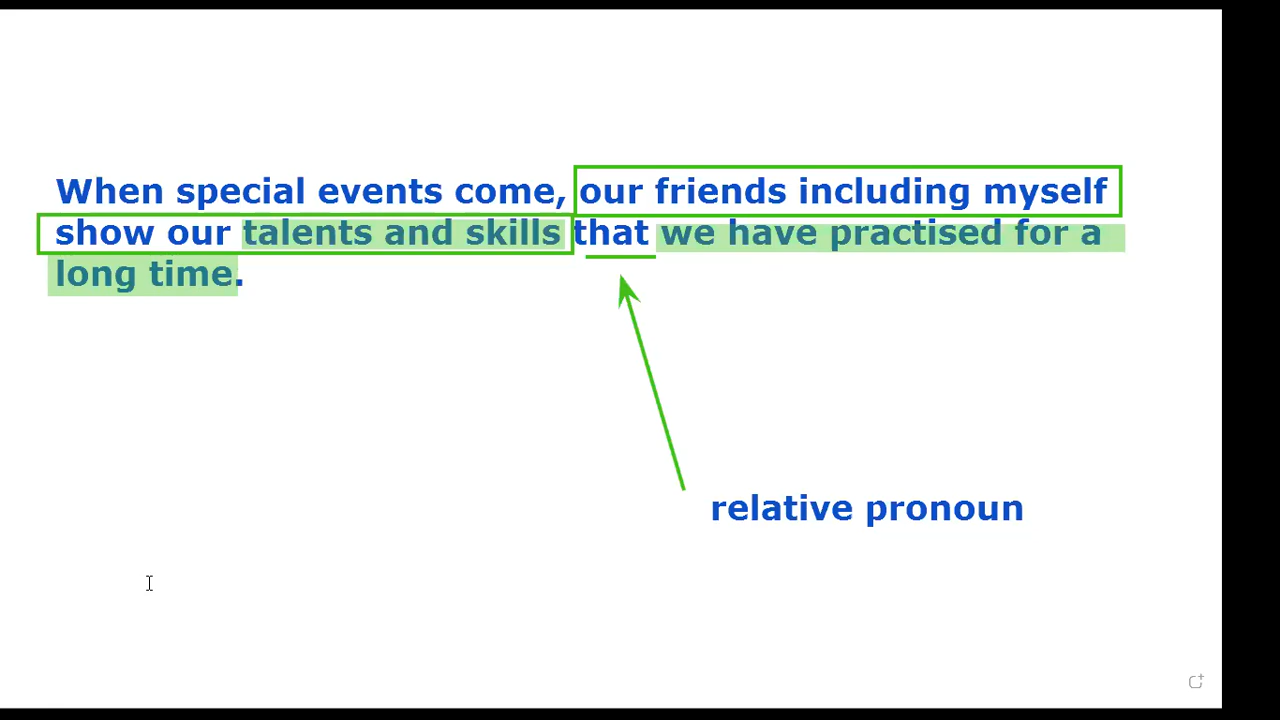 When special events come, our friends including myself
show our talents and skills that we have practised for a
long time.
relative pronoun